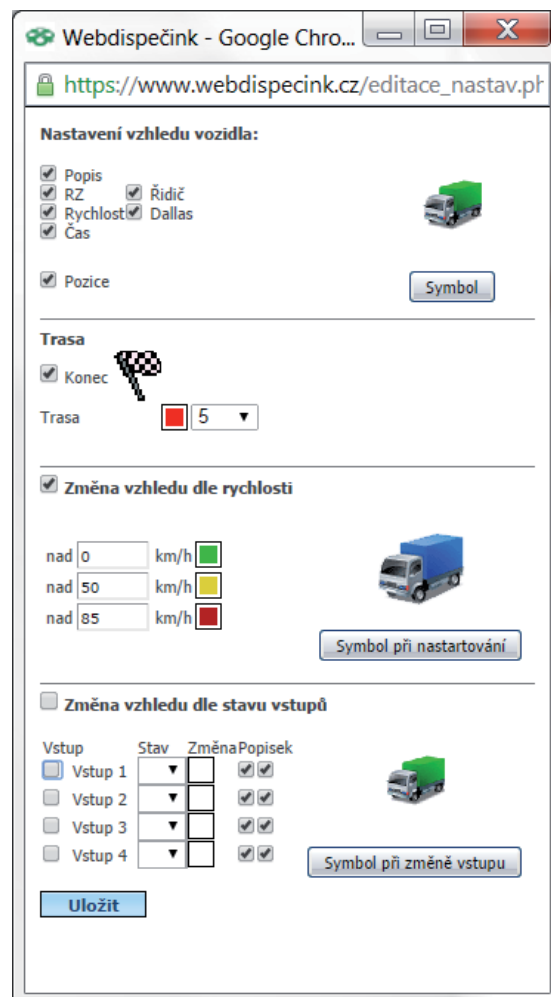 Webdispečink - Google Chro...
https://www.webdispecink.cz/editace_nastav.ph
Nastavení vzhledu vozidla:
Popis
RZ Řidič
Rychlost Dallas
Čas
Pozice
Symbol
Trasa
Konec
Trasa 5
Změna vzhledu dle rychlosti
nad 0 km/h
nad 50 km/h
nad 85 km/h
Symbol při nastartování
Změna vzhledu dle stavu vstupů
Vstup Stav Změna Popisek
Vstup 1
Vstup 2
Vstup 3
Vstup 4
Symbol při změně vstupu
Uložit